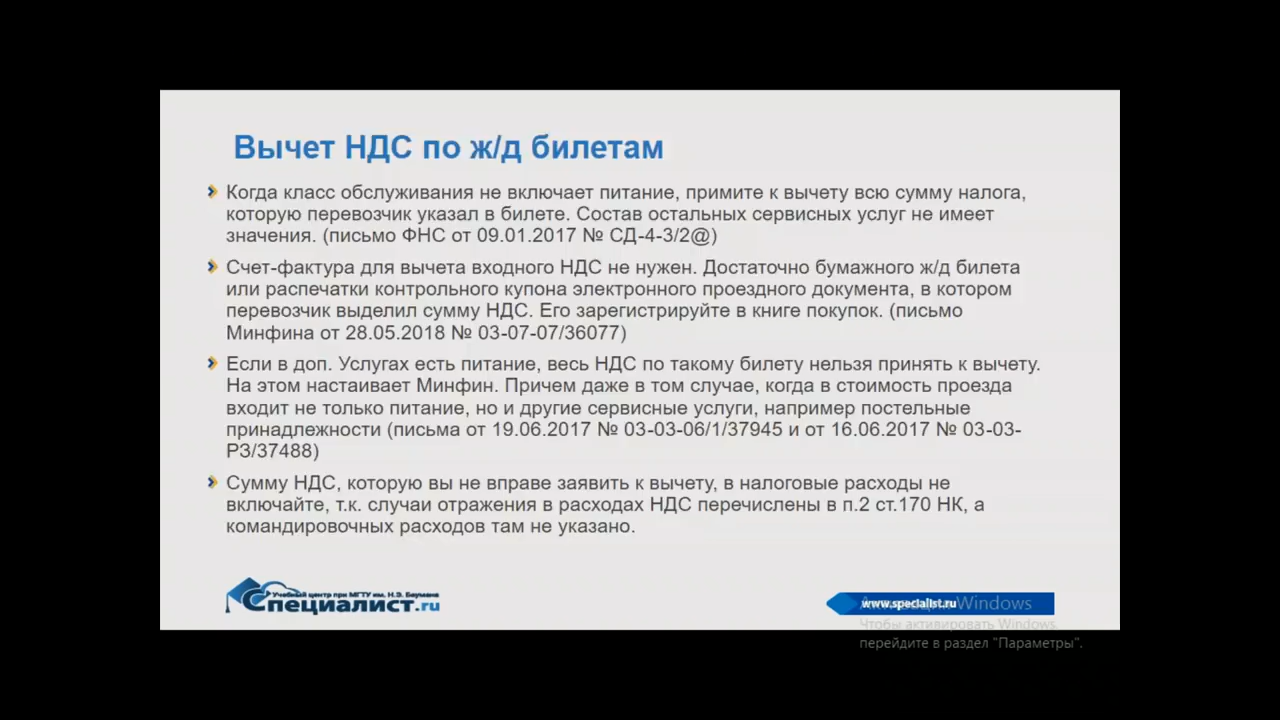 Вычет НДС по ж/д билетам
Когда класс обслуживания не включает питание, примите к вычету всю сумму налога,
которую перевозчик указал в билете. Состав остальных сервисных услуг не имеет
значения. (письмо ФНС от 09.01.2017 № СД-4-3/2@)
Счет-фактура для вычета входного НДС не нужен. Достаточно бумажного ж/д билета
или распечатки контрольного купона электронного проездного документа, в котором
перевозчик выделил сумму НДС. Его зарегистрируйте в книге покупок. (письмо
Минфина от 28.05.2018 № 03-07-07/36077)
Если в доп. Услугах есть питание, весь НДС по такому билету нельзя принять к вычету.
На этом настаивает Минфин. Причем даже в том случае, когда в стоимость проезда
входит не только питание, но и другие сервисные услуги, например постельные
принадлежности (письма от 19.06.2017 № 03-03-06/1/37945 и от 16.06.2017 № 03-03-
РЗ/37488)
Сумму НДС, которую вы не вправе заявить к вычету, в налоговые расходы не
включайте, т.к. случаи отражения в расходах НДС перечислены в п.2 ст.170 НК, а
командировочных расходов там не указано.
Учебный центр при МГТУ им. Н.Э. Баумана
Специалист.ru
www.specialist.ru
Windows
Чтобы активировать Windows,
перейдите в раздел "Параметры".